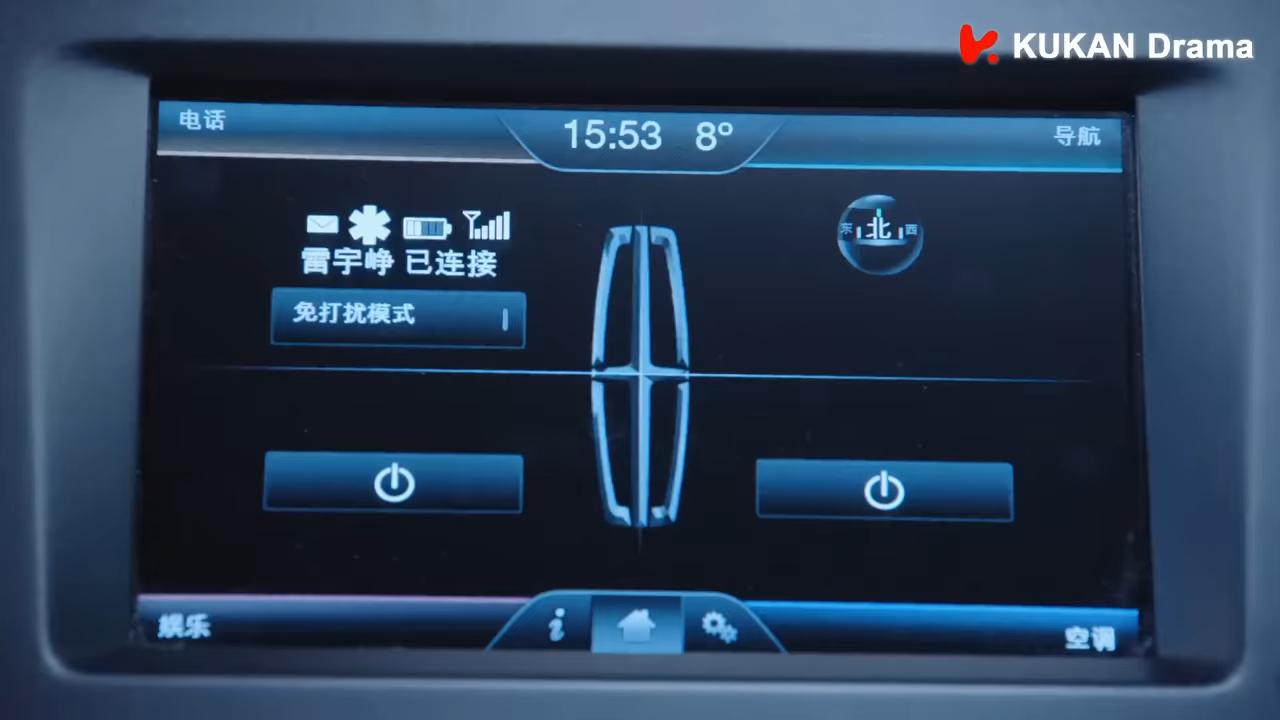 KUKAN Drama
电话
15:53 8°
导航
东 北 西
雷宇峥 已连接
免打扰模式
娱乐
空调